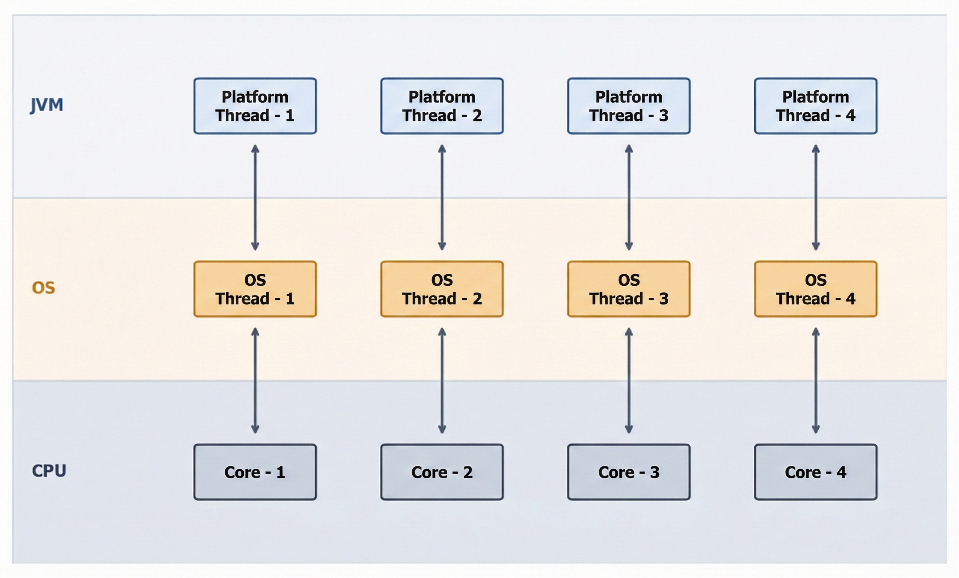 JVM
Platform
Thread - 1
Platform
Thread - 2
Platform
Thread - 3
Platform
Thread - 4
OS
OS
Thread - 1
OS
Thread - 2
OS
Thread - 3
OS
Thread - 4
CPU
Core - 1
Core - 2
Core - 3
Core - 4